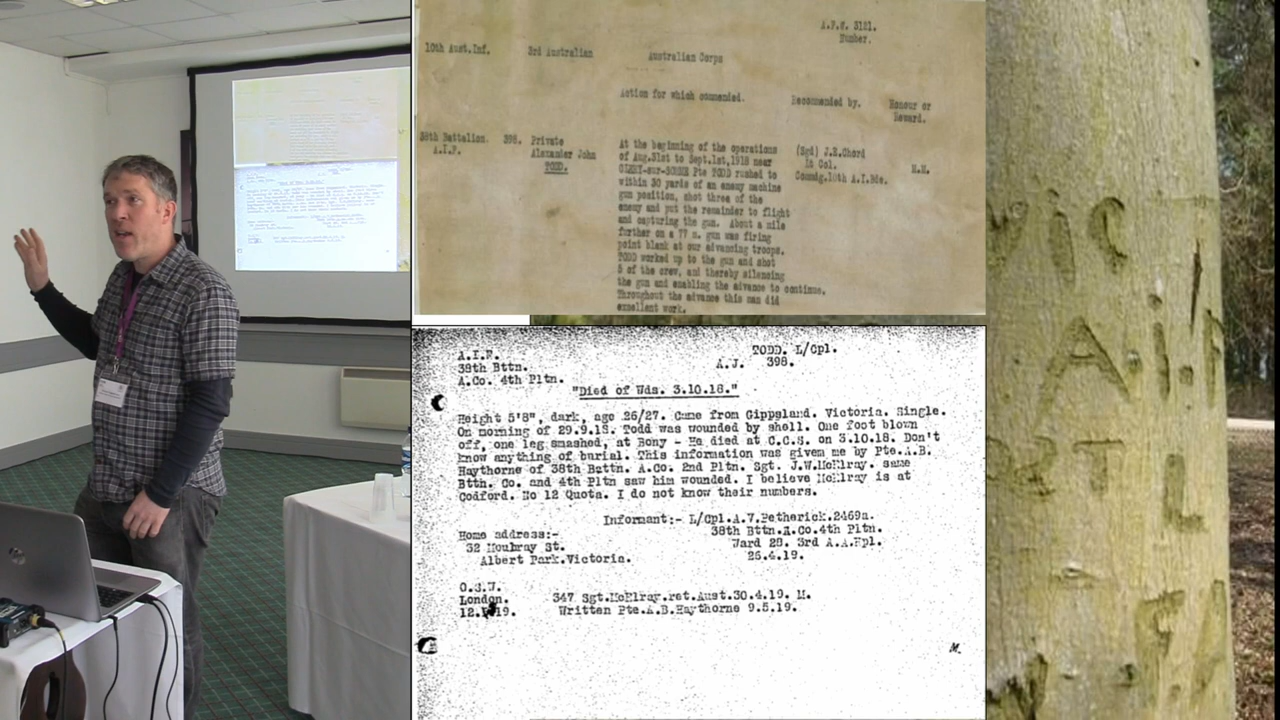 A.F.W. 3121.
Number.
10th Aust.Inf. 3rd Australian Australian Corps
Action for which commended. Recommended by. Honour or
Reward.
38th Battalion. 398. Private At the beginning of the operations (Sgd) J.E.Chord M.M.
A.I.F. Alexander John of Aug.31st to Sept.1st,1918 near Lt Col.
TODD. CLERY-sur-SOMME Pte TODD rushed to Commdg.10th A.I.Bde.
within 30 yards of an enemy machine
gun position, shot three of the
enemy and put the remainder to flight
and capturing the gun. About a mile
further on a 77 m. gun was firing
point blank at our advancing troops.
TODD worked up to the gun and shot
5 of the crew, and thereby silencing
the gun and enabling the advance to continue.
Throughout the advance this man did
excellent work.
A.I.F. TODD. L/Cpl.
38th Bttn. A.J. 398.
A.Co. 4th Pltn.
"Died of Wds. 3.10.18."
Height 5'8", dark, age 26/27. Came from Gippsland. Victoria. Single.
On morning of 29.9.18. Todd was wounded by shell. One foot blown
off, one leg smashed, at Bony - He died at C.C.S. on 3.10.18. Don't
know anything of burial. This information was givem me by Pte.A.B.
Haythorne of 38th Battn. A.Co. 2nd Pltn. Sgt. J.W.McElray. same
Bttn. Co. and 4th Pltn saw him wounded. I believe McElray is at
Codford. No 12 Quota. I do not know their numbers.
Informant:- L/Cpl.A.V.Petherick.2469a.
Home address:- 38th Bttn.A.Co.4th Pltn.
32 Moubray St. Ward 28. 3rd A.A.Hpl.
Albert Park.Victoria. 26.4.19.
O.S.W.
London. 347 Sgt.McElray.ret.Aust.30.4.19. M.
Written Pte.A.B.Haythorne 9.5.19.
M.
A.i.F